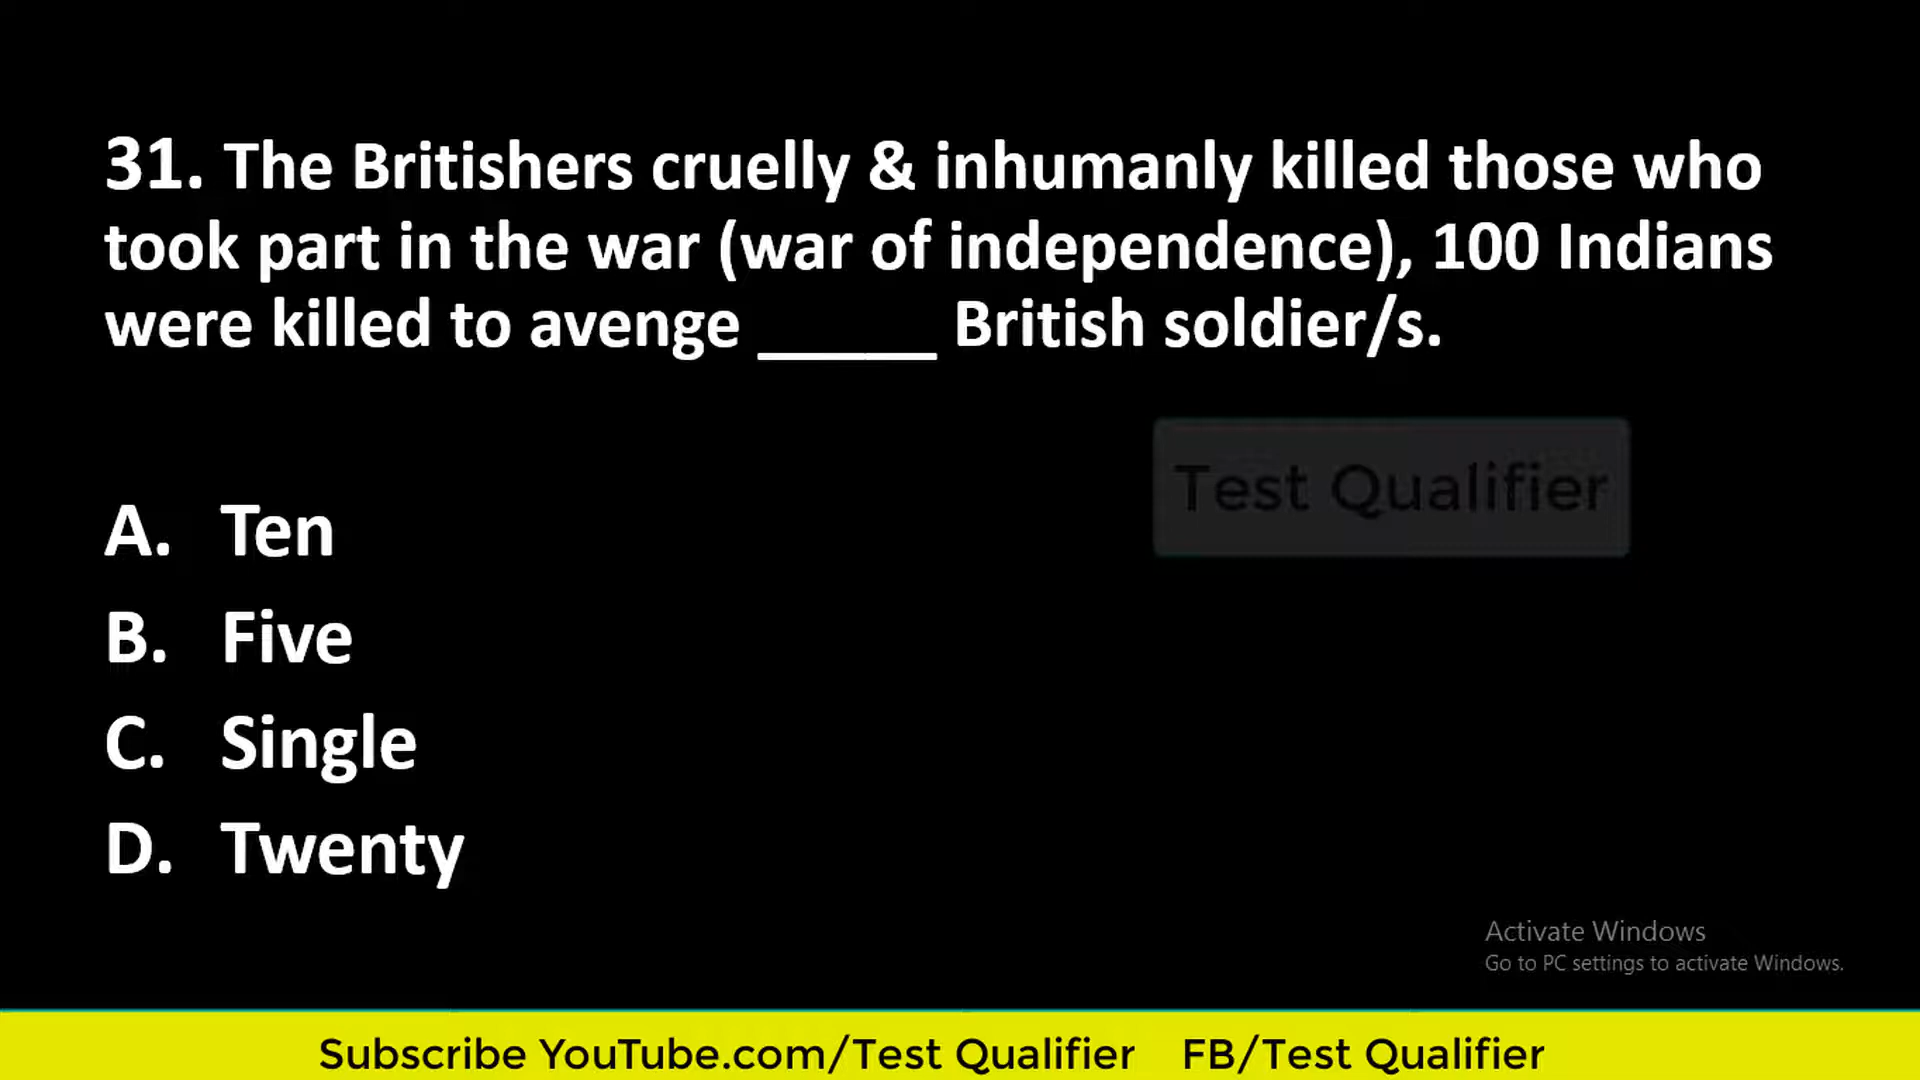 31. The Britishers cruelly & inhumanly killed those who
took part in the war (war of independence), 100 Indians
were killed to avenge _____ British soldier/s.
Test Qualifier
A. Ten
B. Five
C. Single
D. Twenty
Activate Windows
Go to PC settings to activate Windows.
Subscribe YouTube.com/Test Qualifier FB/Test Qualifier